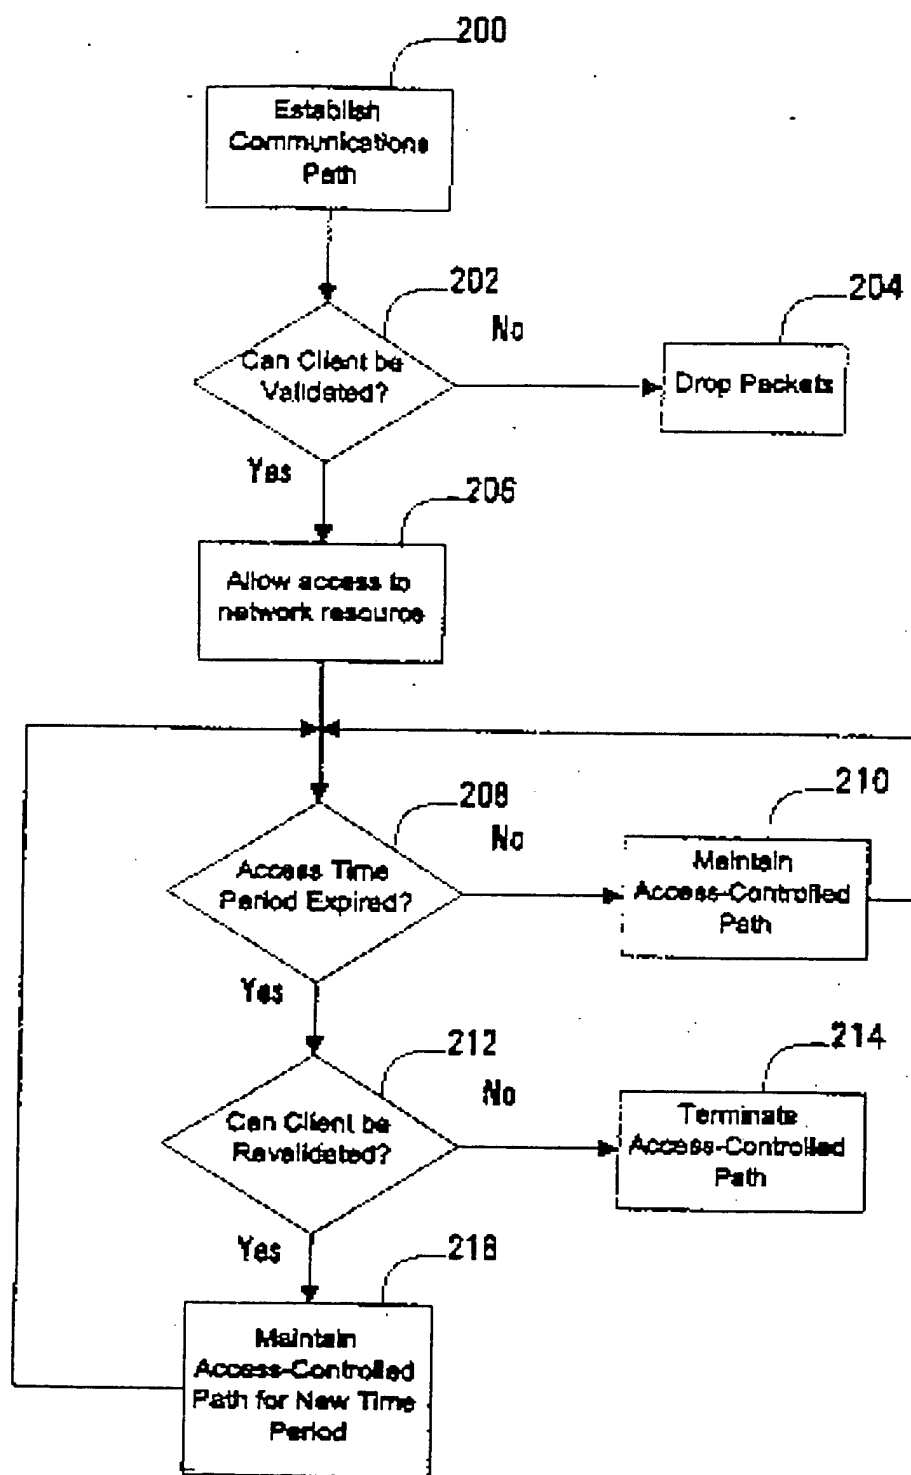 200
Establish
Communications
Path
202
Can Client be
Validated?
No
204
Drop Packets
Yes
206
Allow access to
network resource
208
Access Time
Period Expired?
No
210
Maintain
Access-Controlled
Path
Yes
212
Can Client be
Revalidated?
No
214
Terminate
Access-Controlled
Path
Yes
216
Maintain
Access-Controlled
Path for New Time
Period